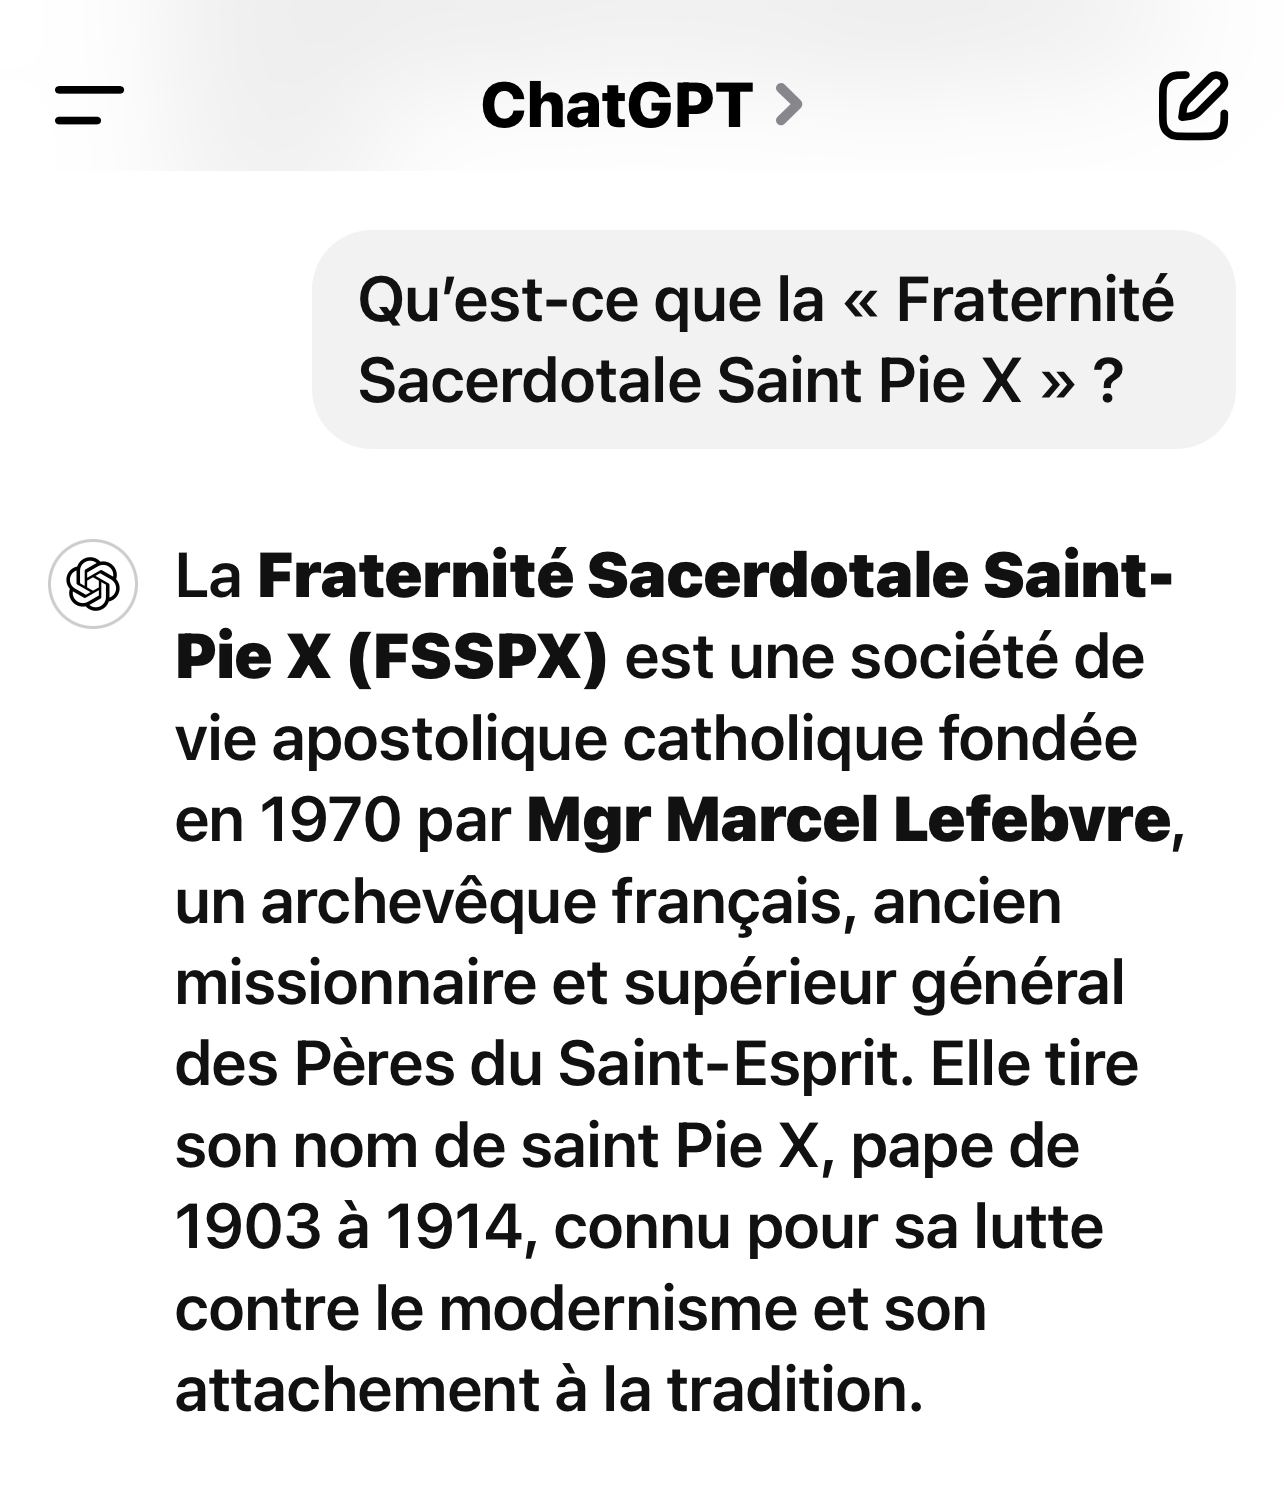 ChatGPT
Qu’est-ce que la « Fraternité
Sacerdotale Saint Pie X » ?
La Fraternité Sacerdotale Saint-
Pie X (FSSPX) est une société de
vie apostolique catholique fondée
en 1970 par Mgr Marcel Lefebvre,
un archevêque français, ancien
missionnaire et supérieur général
des Pères du Saint-Esprit. Elle tire
son nom de saint Pie X, pape de
1903 à 1914, connu pour sa lutte
contre le modernisme et son
attachement à la tradition.